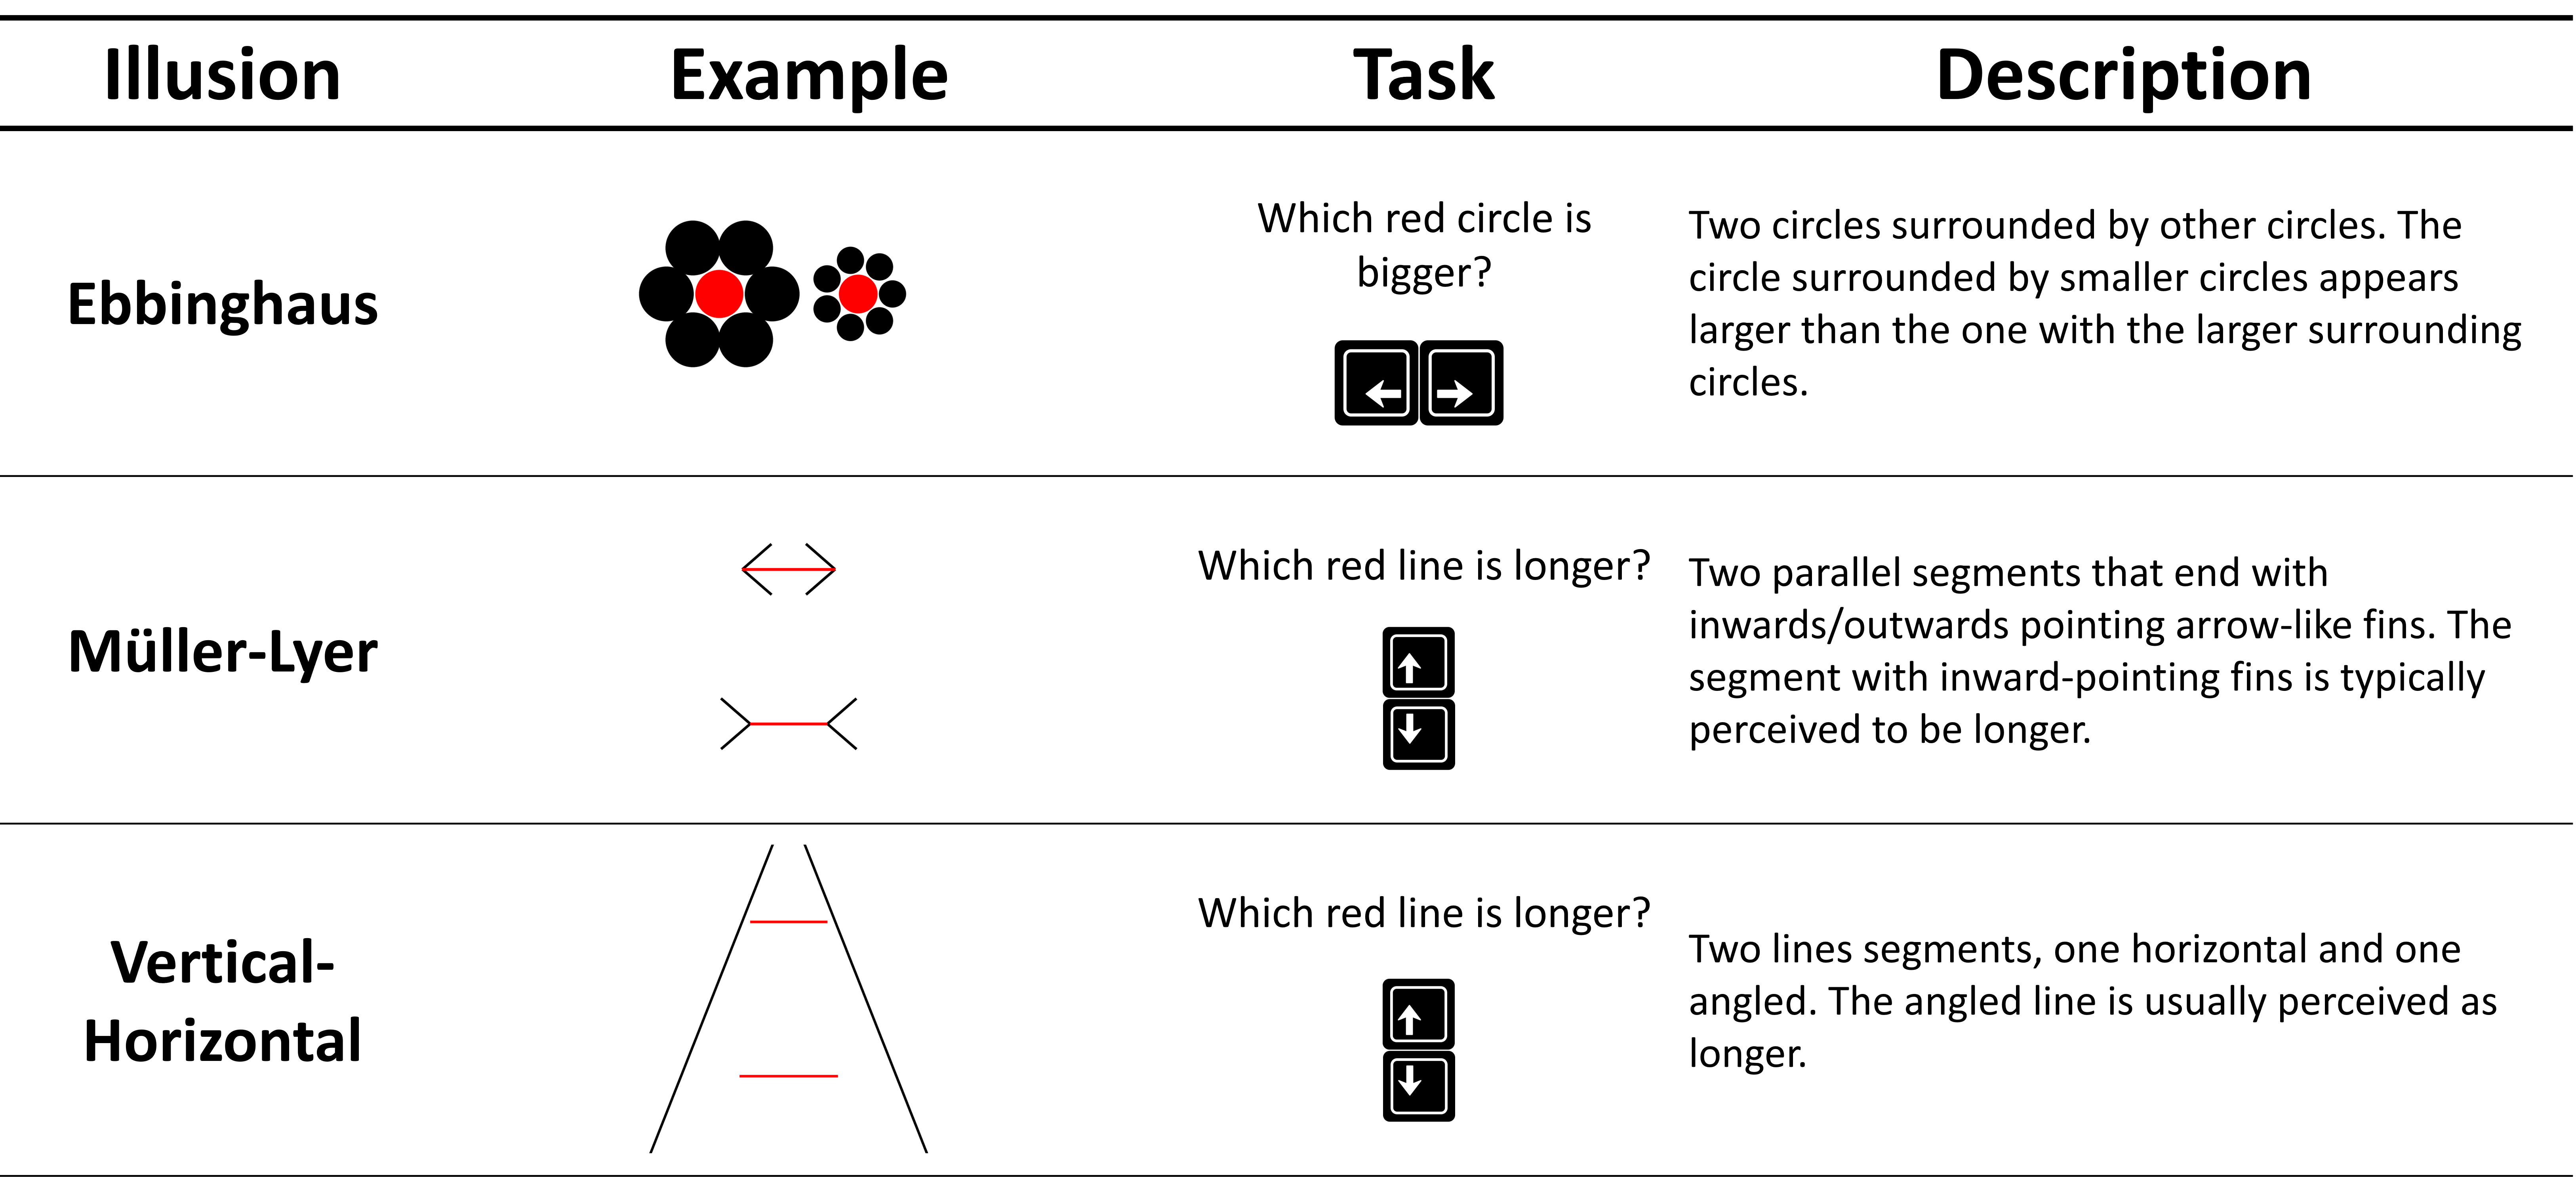 Illusion
Example
Task
Description
Ebbinghaus
Which red circle is
bigger?
Two circles surrounded by other circles. The
circle surrounded by smaller circles appears
larger than the one with the larger surrounding
circles.
Müller-Lyer
Which red line is longer?
Two parallel segments that end with
inwards/outwards pointing arrow-like fins. The
segment with inward-pointing fins is typically
perceived to be longer.
Vertical-
Horizontal
Which red line is longer?
Two lines segments, one horizontal and one
angled. The angled line is usually perceived as
longer.